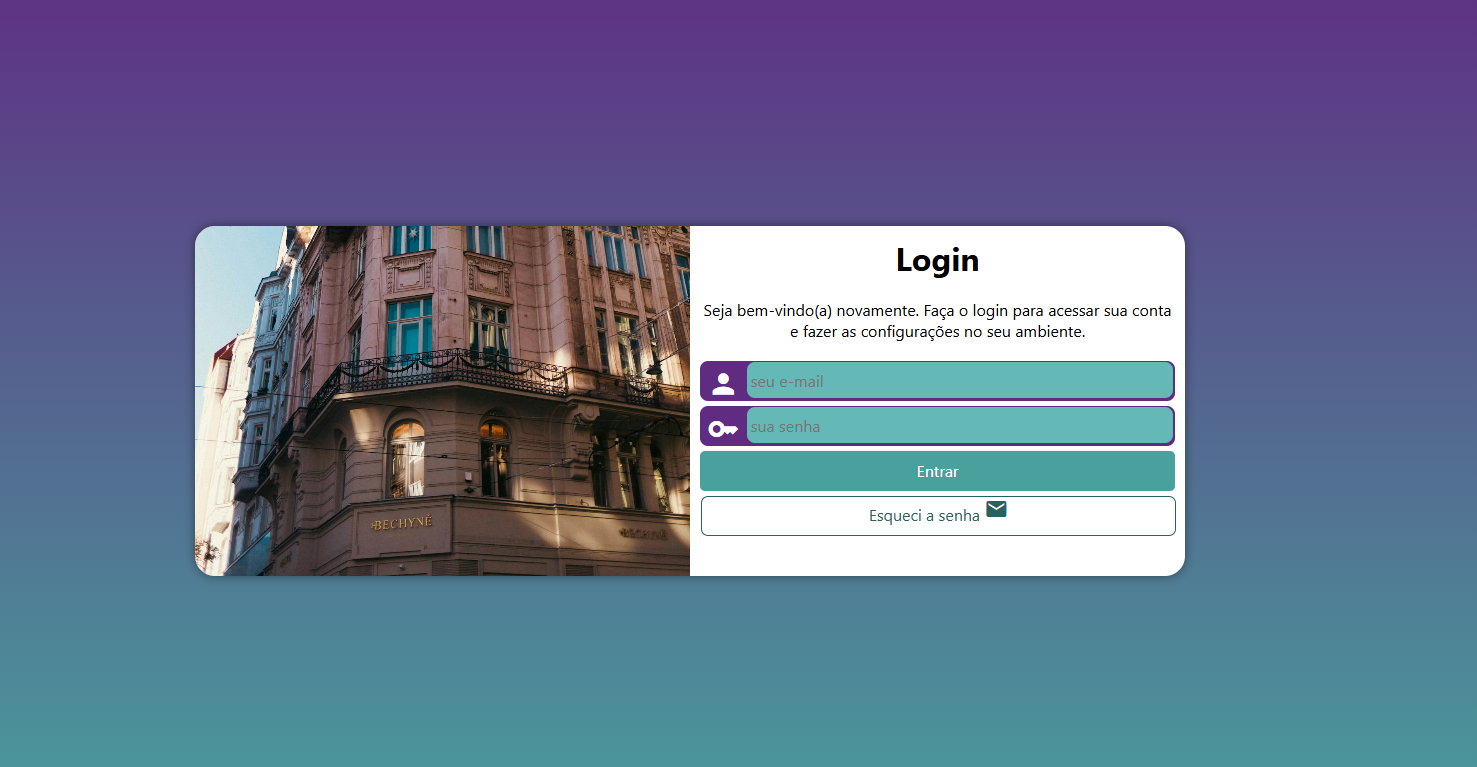 BECHYNĚ
Login
Seja bem-vindo(a) novamente. Faça o login para acessar sua conta
e fazer as configurações no seu ambiente.
seu e-mail
sua senha
Entrar
Esqueci a senha